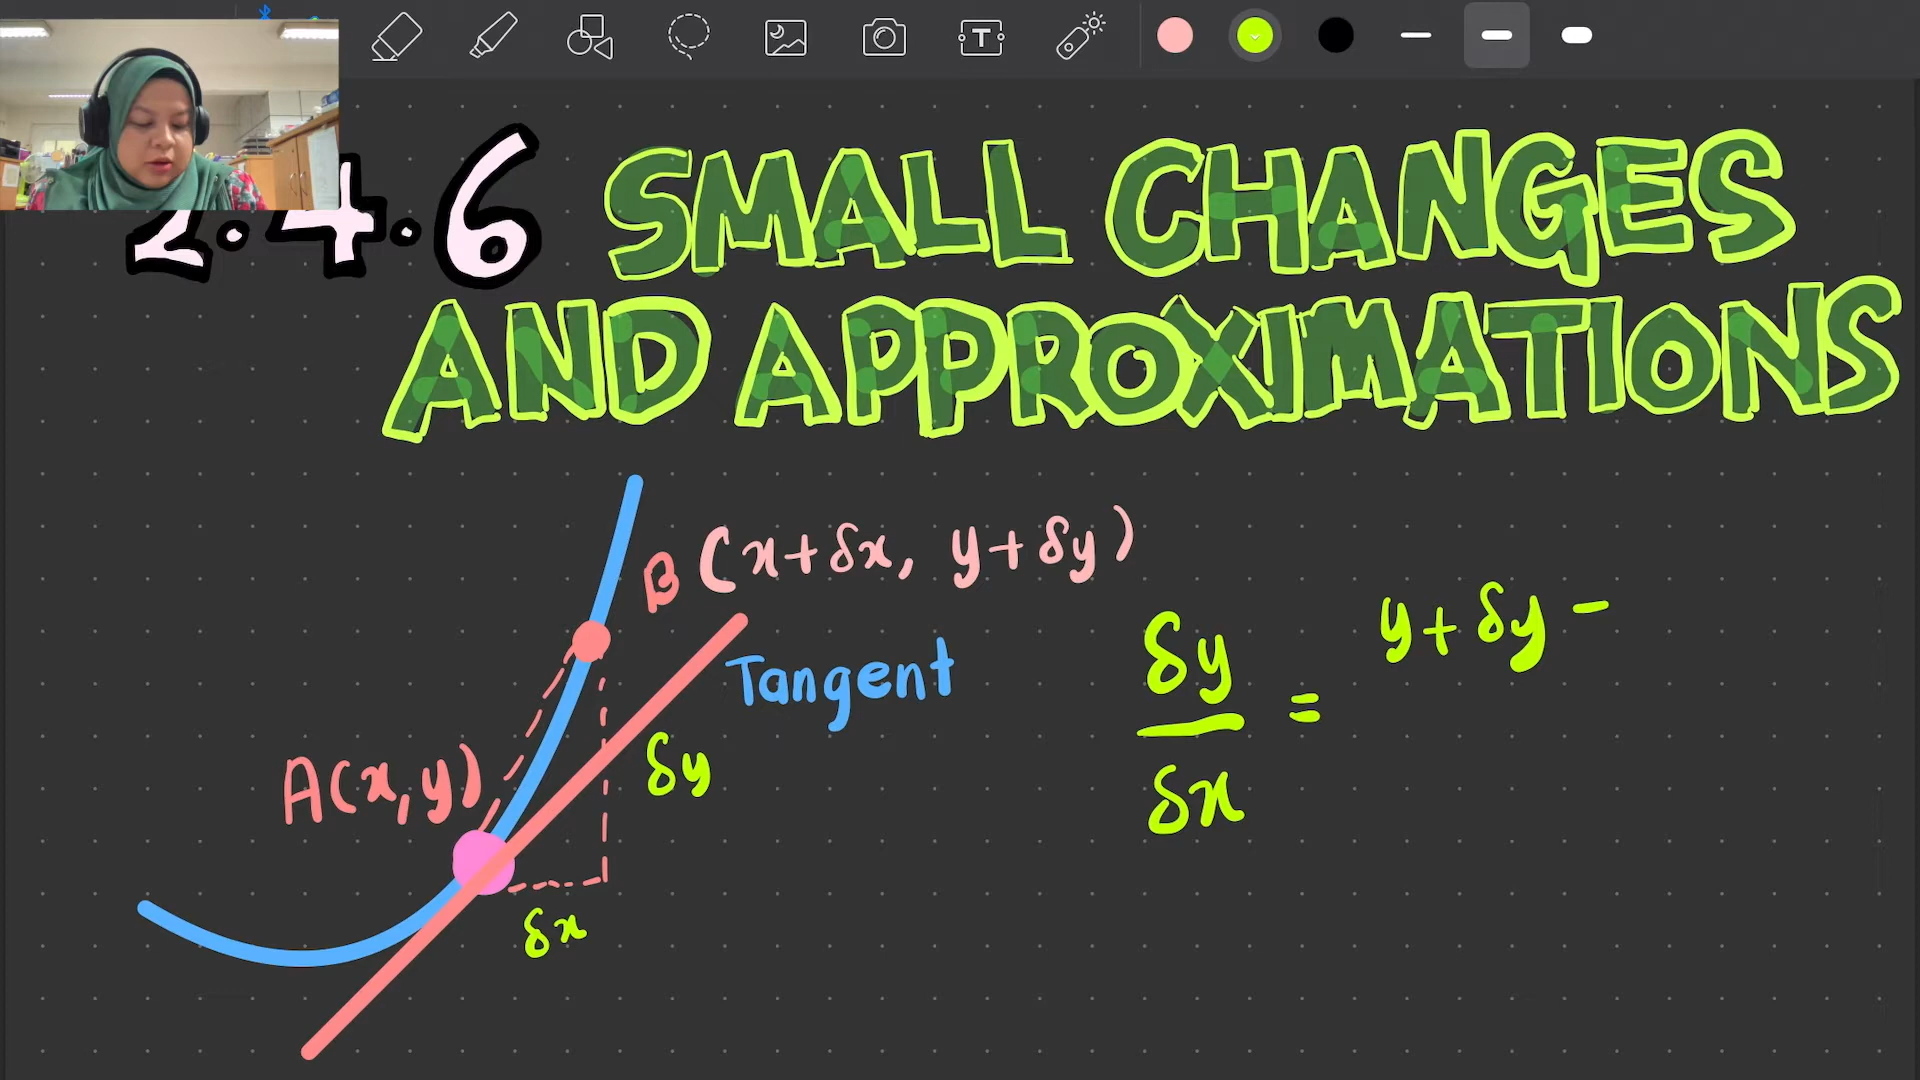 2.4.6 SMALL CHANGES
AND APPROXIMATIONS
B (x+δx, y+δy)
Tangent
A(x,y)
δy
δx
δy/δx = y+δy −
T